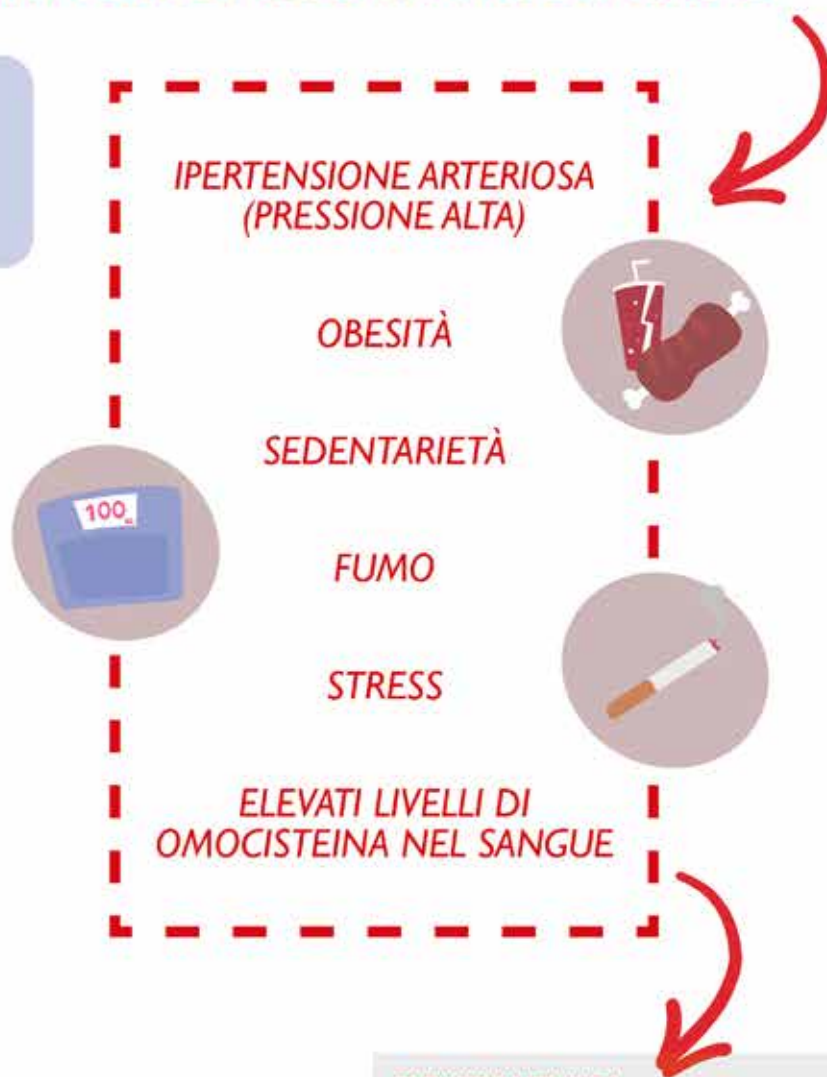 IPERTENSIONE ARTERIOSA
(PRESSIONE ALTA)
OBESITÀ
SEDENTARIETÀ
100
FUMO
STRESS
ELEVATI LIVELLI DI
OMOCISTEINA NEL SANGUE